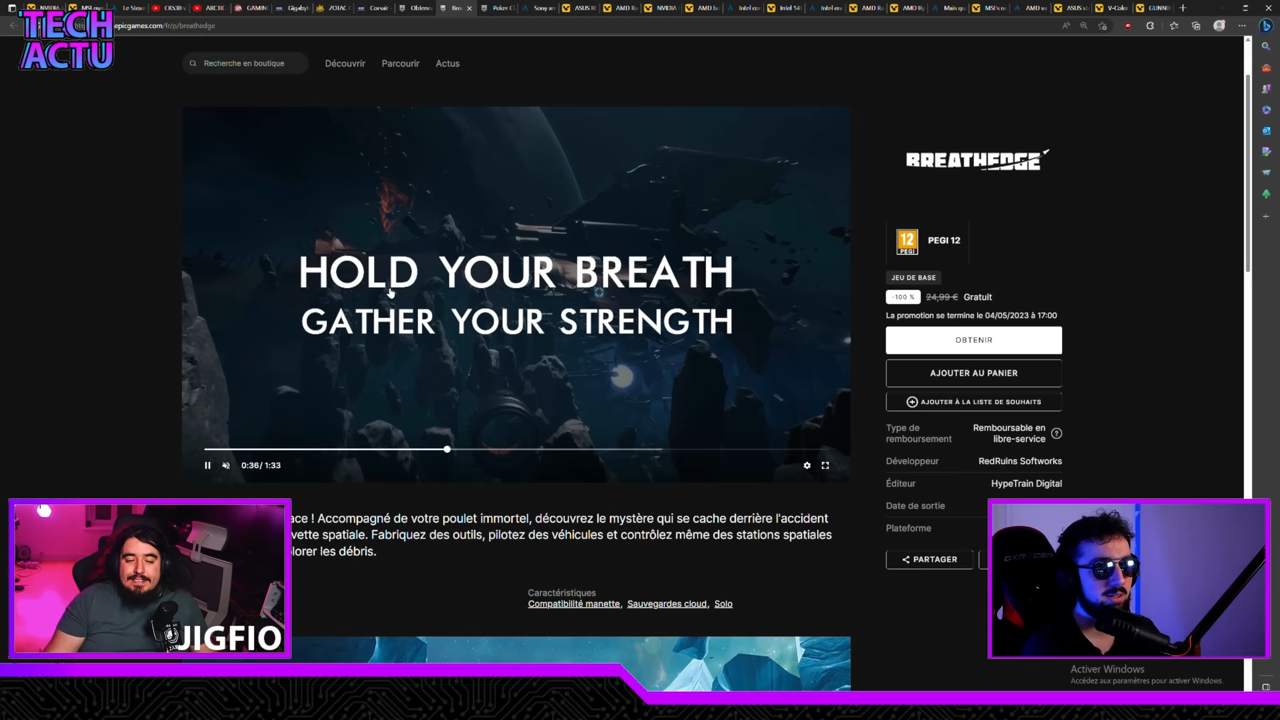 TECH
ACTU
epicgames.com/fr/p/breathedge
Recherche en boutique
Découvrir
Parcourir
Actus
HOLD YOUR BREATH
GATHER YOUR STRENGTH
0:36 / 1:33
BREATHEDGE
12
PEGI
PEGI 12
JEU DE BASE
-100 %
24,99 €
Gratuit
La promotion se termine le 04/05/2023 à 17:00
OBTENIR
AJOUTER AU PANIER
AJOUTER À LA LISTE DE SOUHAITS
Type de remboursement
Remboursable en libre-service
Développeur
RedRuins Softworks
Éditeur
HypeTrain Digital
Date de sortie
Plateforme
PARTAGER
ace ! Accompagné de votre poulet immortel, découvrez le mystère qui se cache derrière l'accident
vette spatiale. Fabriquez des outils, pilotez des véhicules et contrôlez même des stations spatiales
lorer les débris.
Caractéristiques
Compatibilité manette, Sauvegardes cloud, Solo
JIGFIO
Activer Windows
Accédez aux paramètres pour activer Windows.